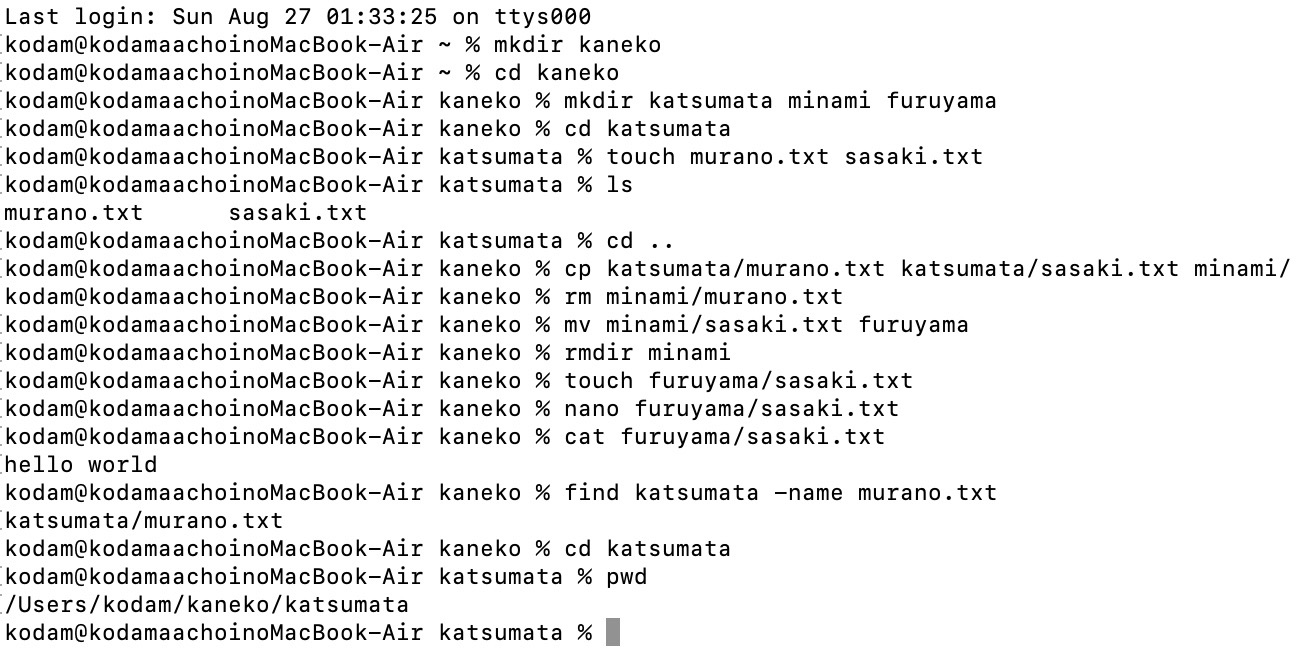 Last login: Sun Aug 27 01:33:25 on ttys000
[kodam@kodamaachoinoMacBook-Air ~ % mkdir kaneko
[kodam@kodamaachoinoMacBook-Air ~ % cd kaneko
[kodam@kodamaachoinoMacBook-Air kaneko % mkdir katsumata minami furuyama
[kodam@kodamaachoinoMacBook-Air kaneko % cd katsumata
[kodam@kodamaachoinoMacBook-Air katsumata % touch murano.txt sasaki.txt
[kodam@kodamaachoinoMacBook-Air katsumata % ls
murano.txt      sasaki.txt
[kodam@kodamaachoinoMacBook-Air katsumata % cd ..
[kodam@kodamaachoinoMacBook-Air kaneko % cp katsumata/murano.txt katsumata/sasaki.txt minami/
kodam@kodamaachoinoMacBook-Air kaneko % rm minami/murano.txt
[kodam@kodamaachoinoMacBook-Air kaneko % mv minami/sasaki.txt furuyama
[kodam@kodamaachoinoMacBook-Air kaneko % rmdir minami
[kodam@kodamaachoinoMacBook-Air kaneko % touch furuyama/sasaki.txt
[kodam@kodamaachoinoMacBook-Air kaneko % nano furuyama/sasaki.txt
[kodam@kodamaachoinoMacBook-Air kaneko % cat furuyama/sasaki.txt
[hello world
kodam@kodamaachoinoMacBook-Air kaneko % find katsumata -name murano.txt
[katsumata/murano.txt
kodam@kodamaachoinoMacBook-Air kaneko % cd katsumata
[kodam@kodamaachoinoMacBook-Air katsumata % pwd
[/Users/kodam/kaneko/katsumata
kodam@kodamaachoinoMacBook-Air katsumata %